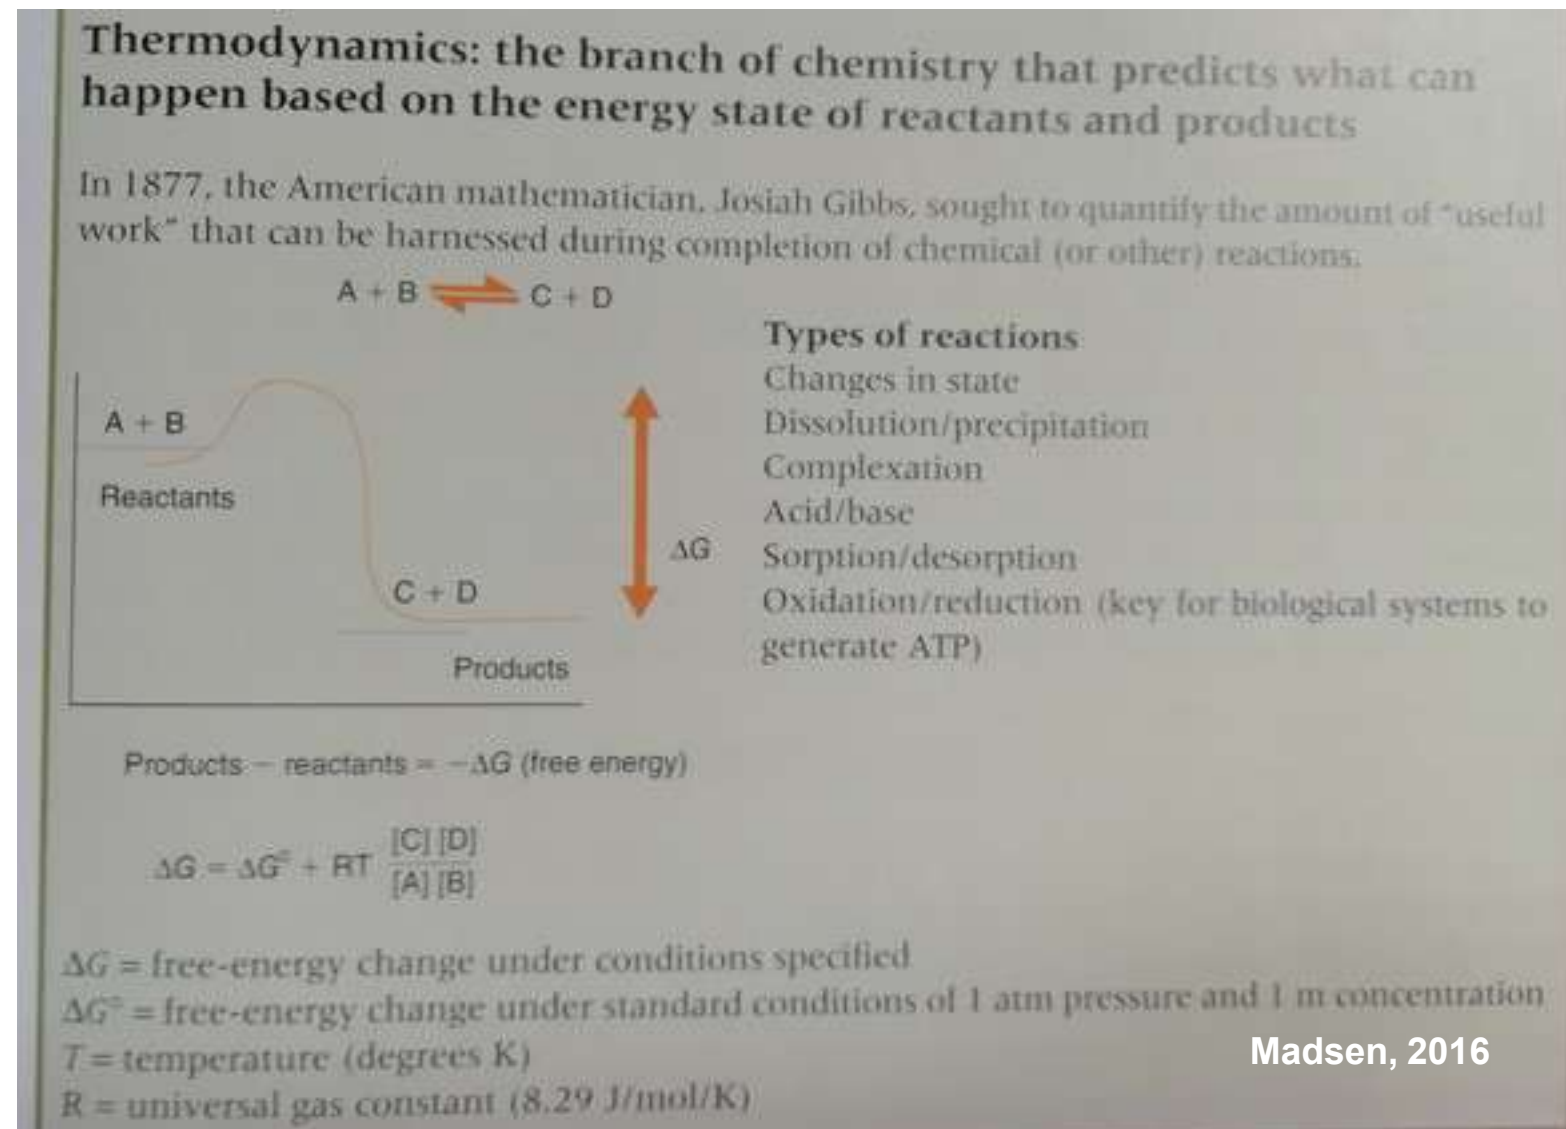 Thermodynamics: the branch of chemistry that predicts what can
happen based on the energy state of reactants and products
In 1877, the American mathematician, Josiah Gibbs, sought to quantify the amount of "useful
work" that can be harnessed during completion of chemical (or other) reactions.
A + B ⇌ C + D
A + B
Reactants
C + D
Products
ΔG
Types of reactions
Changes in state
Dissolution/precipitation
Complexation
Acid/base
Sorption/desorption
Oxidation/reduction (key for biological systems to
generate ATP)
Products − reactants = −ΔG (free energy)
ΔG = ΔG° + RT [C] [D]
[A] [B]
ΔG = free-energy change under conditions specified
ΔG° = free-energy change under standard conditions of 1 atm pressure and 1 m concentration
T = temperature (degrees K)
R = universal gas constant (8.29 J/mol/K)
Madsen, 2016